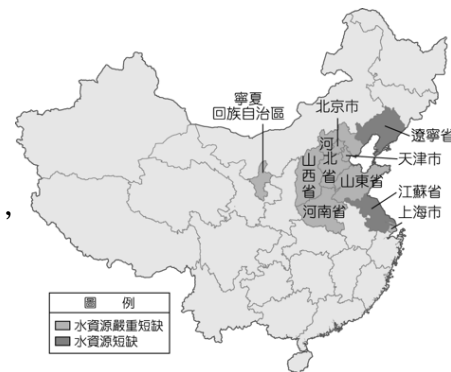 寧夏
回族自治區
北京市
遼寧省
河北省
天津市
山西省
山東省
江蘇省
河南省
上海市
，
圖 例
水資源嚴重短缺
水資源短缺